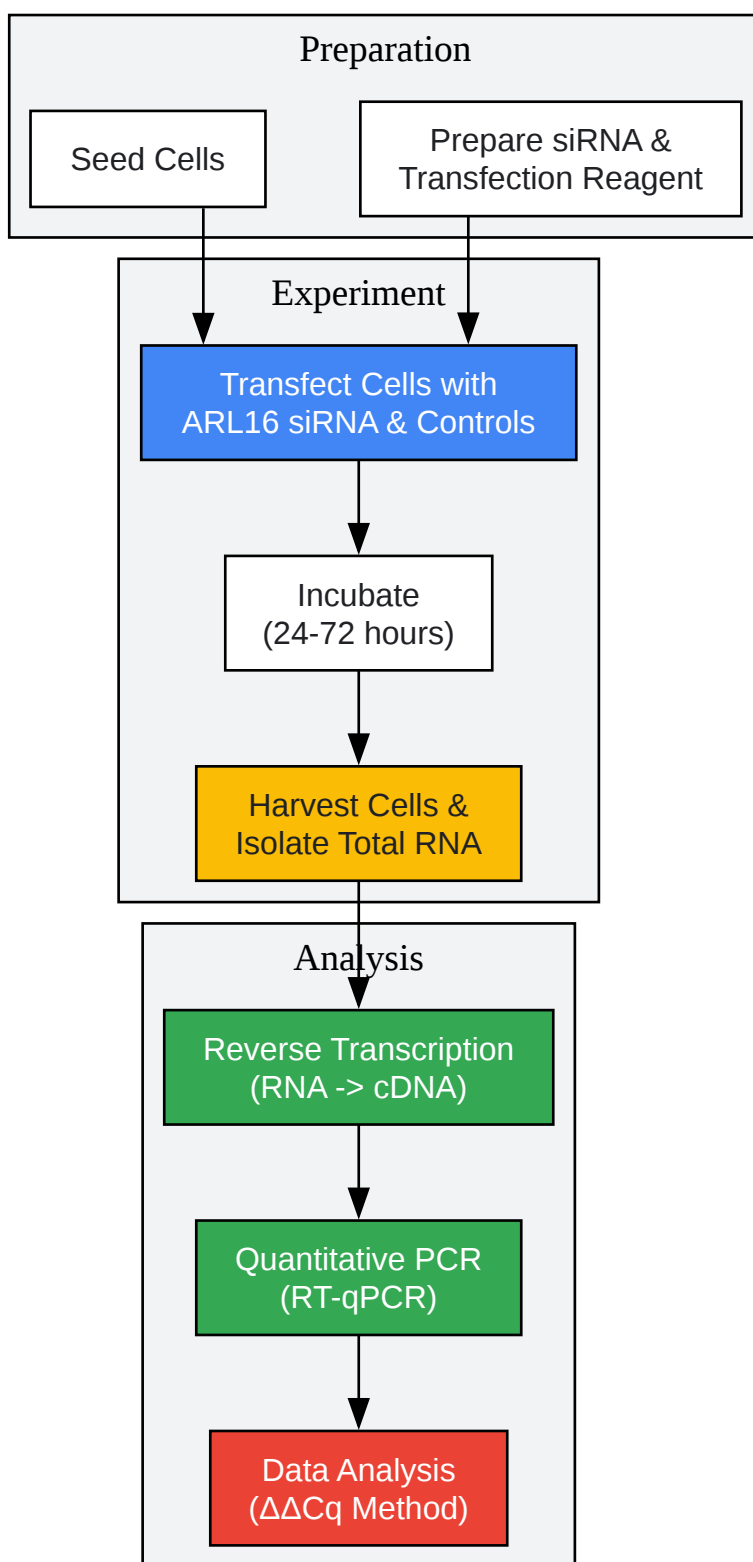 Preparation
Seed Cells
Prepare siRNA &
Transfection Reagent
Experiment
Transfect Cells with
ARL16 siRNA & Controls
Incubate
(24-72 hours)
Harvest Cells &
Isolate Total RNA
Analysis
Reverse Transcription
(RNA -> cDNA)
Quantitative PCR
(RT-qPCR)
Data Analysis
(ΔΔCq Method)